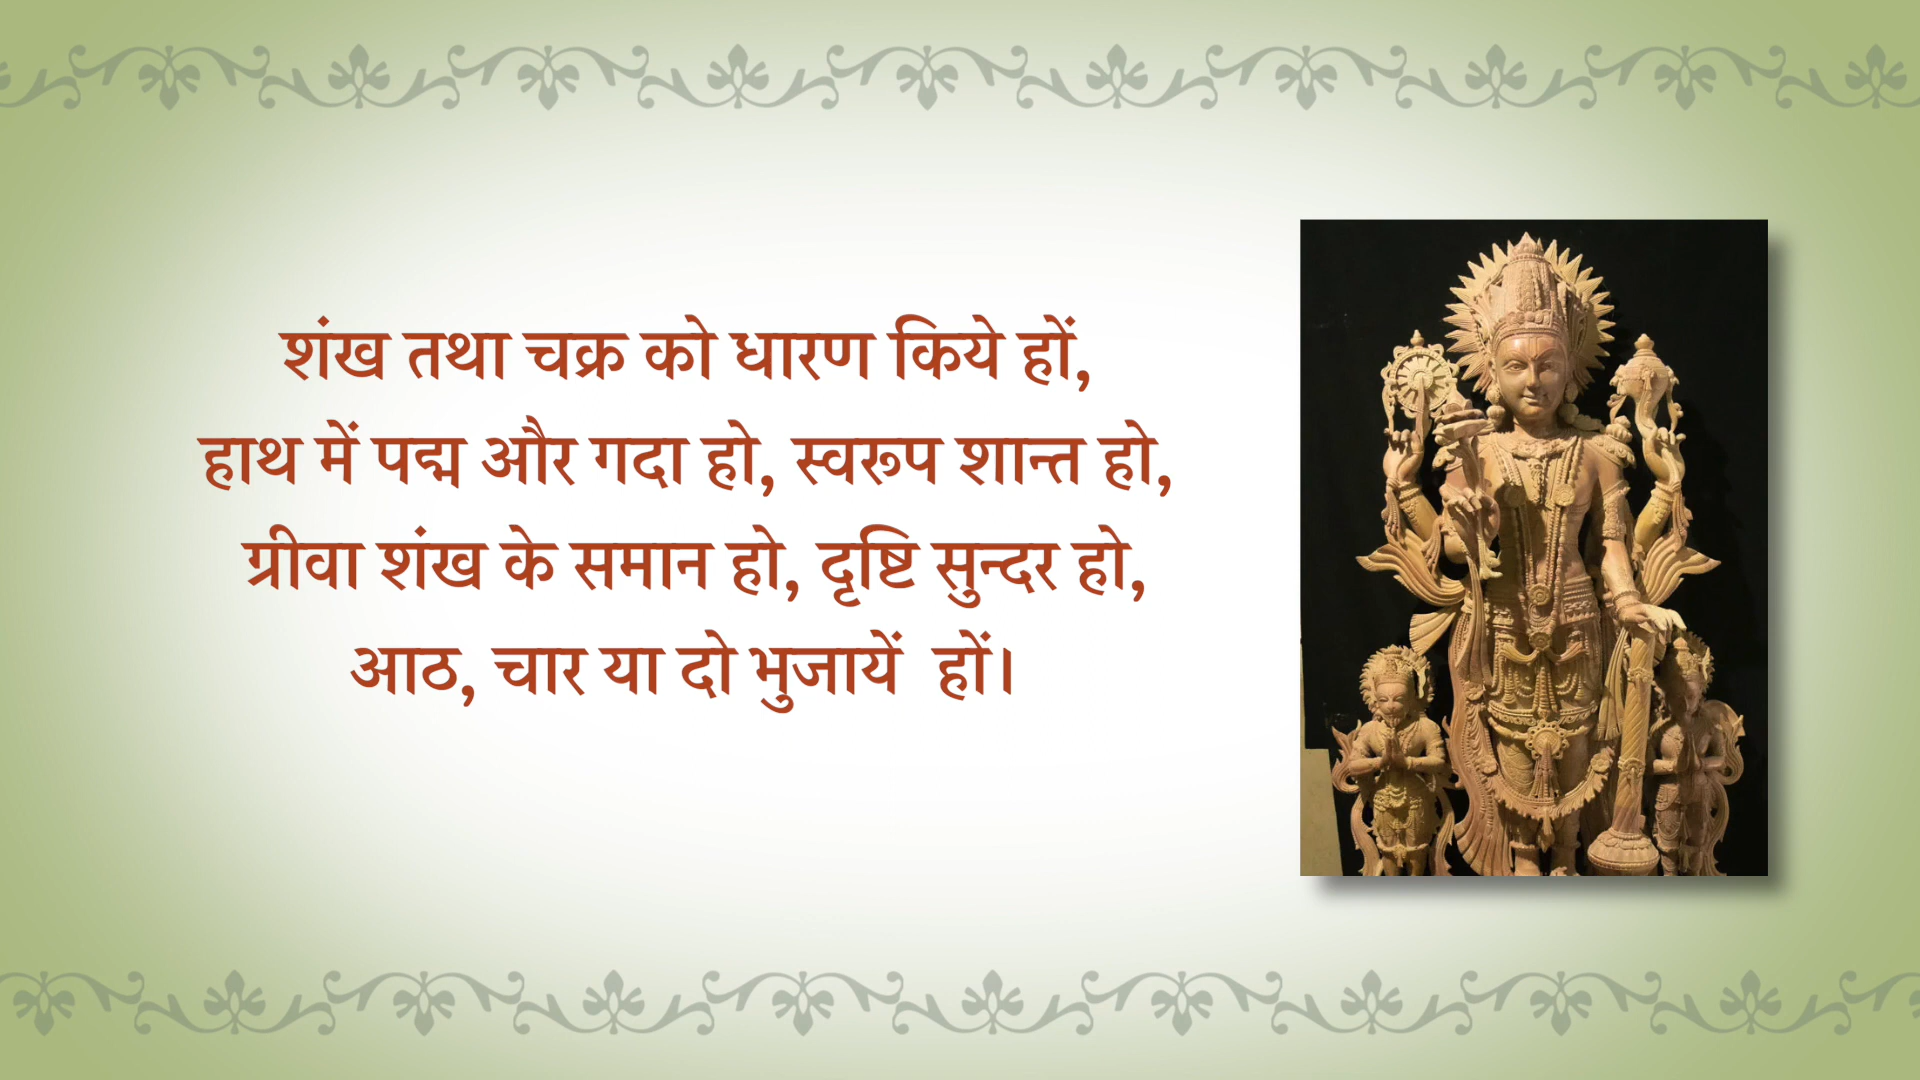 शंख तथा चक्र को धारण किये हों,
हाथ में पद्म और गदा हो, स्वरूप शान्त हो,
ग्रीवा शंख के समान हो, दृष्टि सुन्दर हो,
आठ, चार या दो भुजायें  हों।